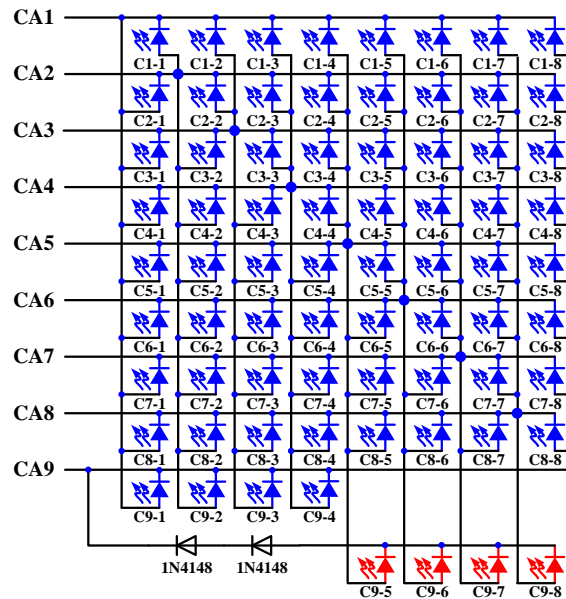 CA1
C1-1 C1-2 C1-3 C1-4 C1-5 C1-6 C1-7 C1-8
CA2
C2-1 C2-2 C2-3 C2-4 C2-5 C2-6 C2-7 C2-8
CA3
C3-1 C3-2 C3-3 C3-4 C3-5 C3-6 C3-7 C3-8
CA4
C4-1 C4-2 C4-3 C4-4 C4-5 C4-6 C4-7 C4-8
CA5
C5-1 C5-2 C5-3 C5-4 C5-5 C5-6 C5-7 C5-8
CA6
C6-1 C6-2 C6-3 C6-4 C6-5 C6-6 C6-7 C6-8
CA7
C7-1 C7-2 C7-3 C7-4 C7-5 C7-6 C7-7 C7-8
CA8
C8-1 C8-2 C8-3 C8-4 C8-5 C8-6 C8-7 C8-8
CA9
C9-1 C9-2 C9-3 C9-4
1N4148 1N4148
C9-5 C9-6 C9-7 C9-8